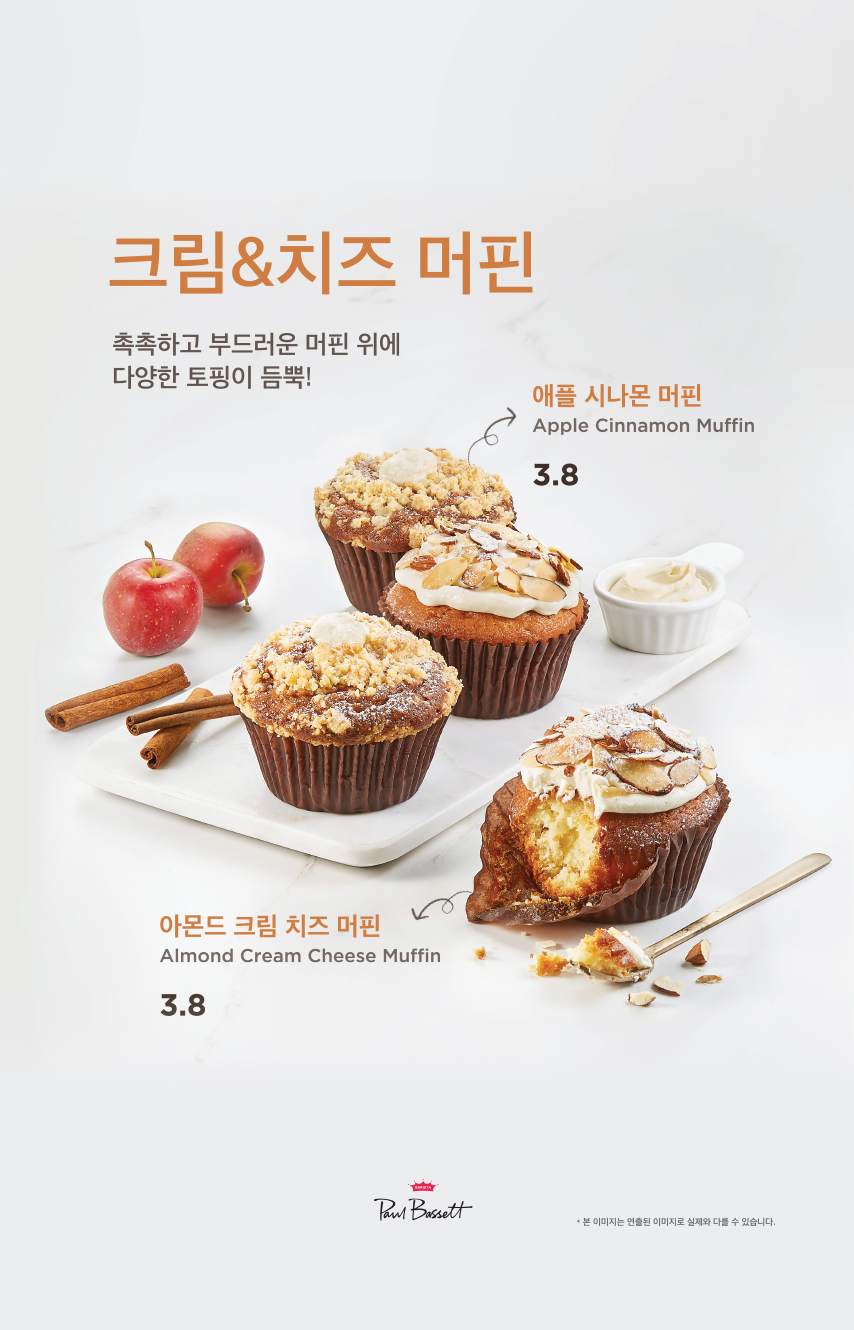 크림&치즈 머핀
촉촉하고 부드러운 머핀 위에
다양한 토핑이 듬뿍!
애플 시나몬 머핀
Apple Cinnamon Muffin
3.8
아몬드 크림 치즈 머핀
Almond Cream Cheese Muffin
3.8
BARISTA
Paul Bassett
* 본 이미지는 연출된 이미지로 실제와 다를 수 있습니다.